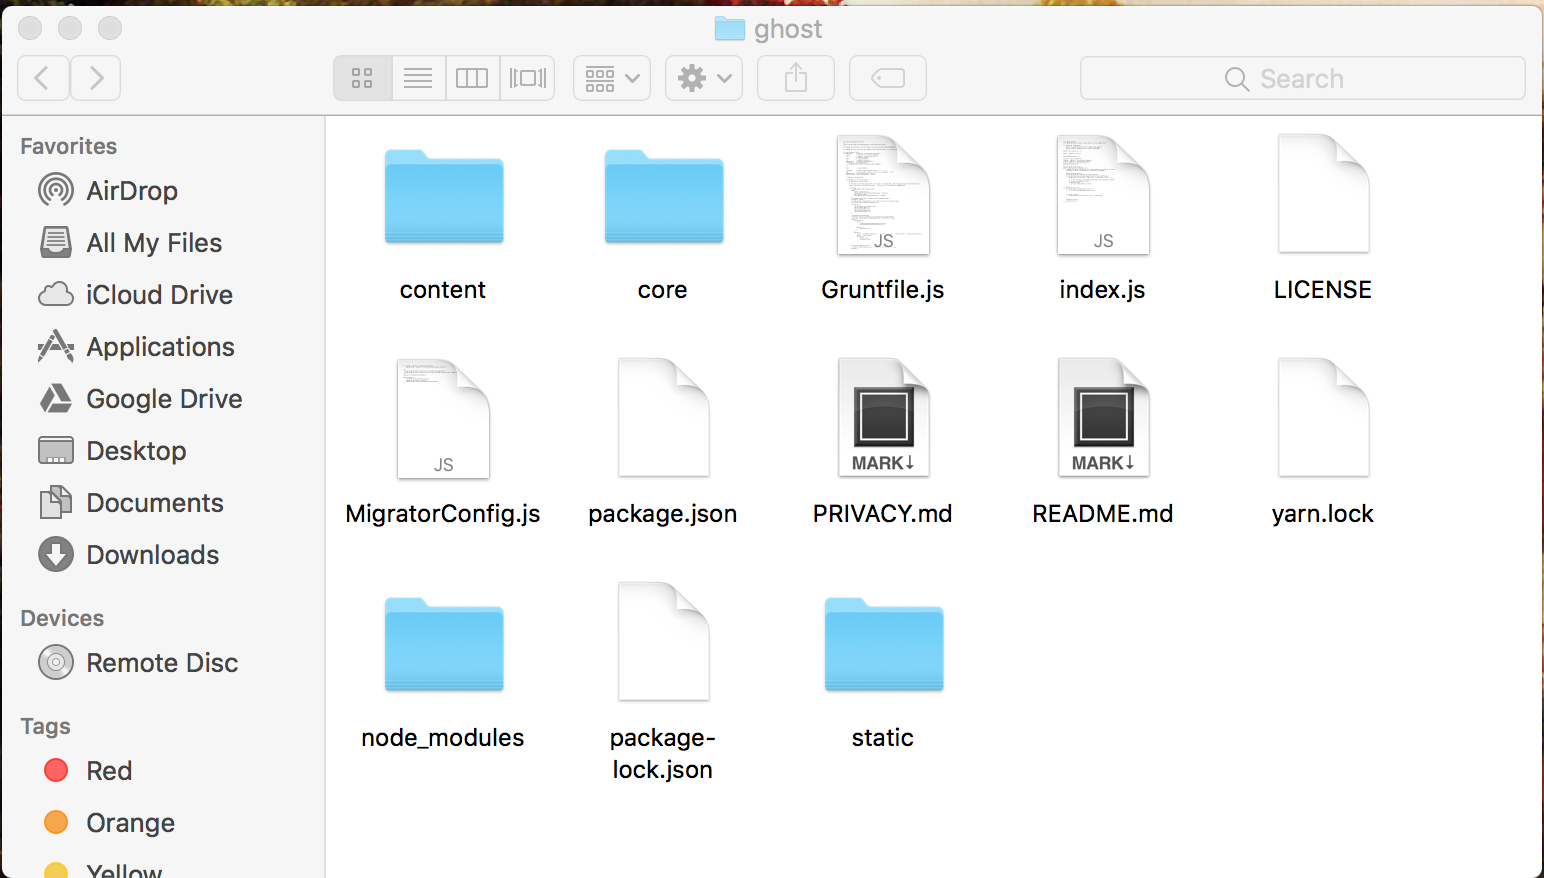 ghost
Search
Favorites
AirDrop
All My Files
iCloud Drive
Applications
Google Drive
Desktop
Documents
Downloads
Devices
Remote Disc
Tags
Red
Orange
Yellow
JS
JS
content
core
Gruntfile.js
index.js
LICENSE
JS
MARK↓
MARK↓
MigratorConfig.js
package.json
PRIVACY.md
README.md
yarn.lock
node_modules
package-
lock.json
static